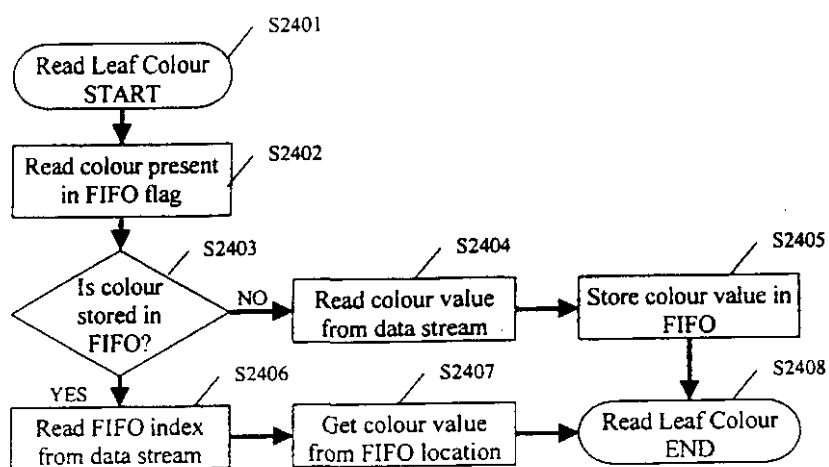 S2401
Read Leaf Colour
START
S2402
Read colour present
in FIFO flag
S2403
Is colour
stored in
FIFO?
NO
S2404
Read colour value
from data stream
S2405
Store colour value in
FIFO
YES
S2406
Read FIFO index
from data stream
S2407
Get colour value
from FIFO location
S2408
Read Leaf Colour
END